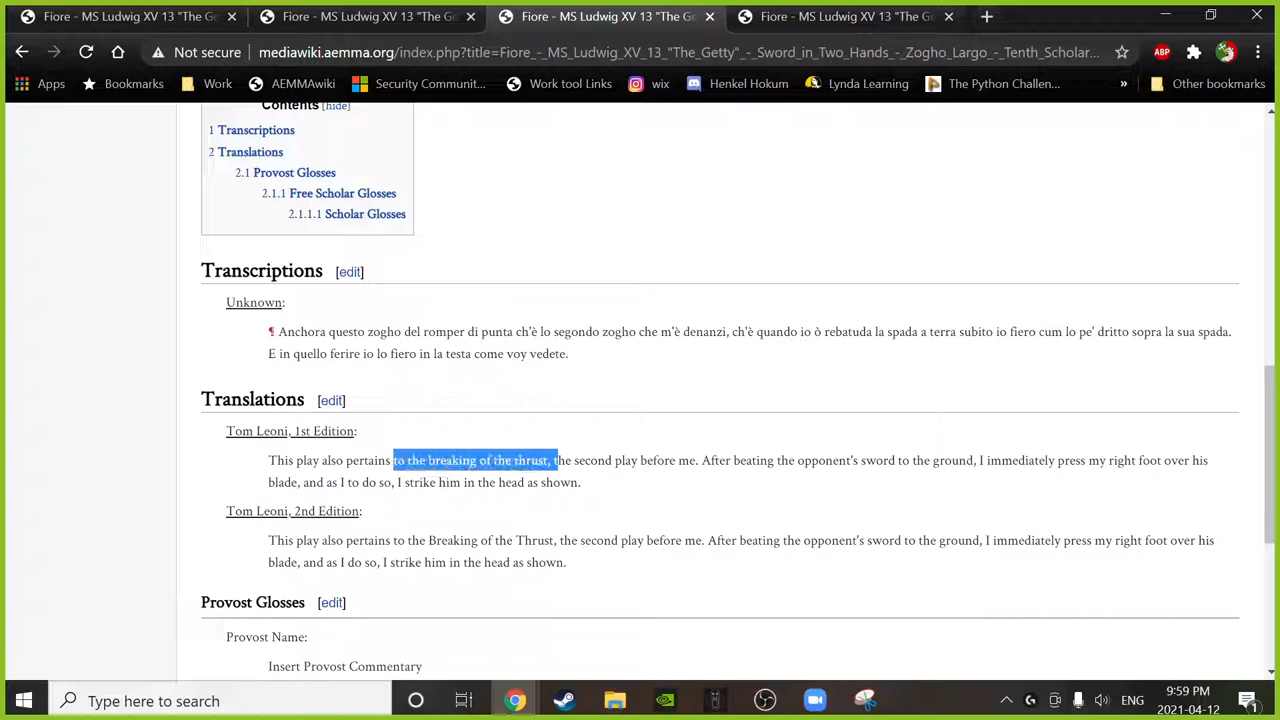 Fiore - MS Ludwig XV 13 "The Ge
Fiore - MS Ludwig XV 13 "The Ge
Fiore - MS Ludwig XV 13 "The Ge
Fiore - MS Ludwig XV 13 "The Ge
Not secure
mediawiki.aemma.org/index.php?title=Fiore_-_MS_Ludwig_XV_13_"The_Getty"_-_Sword_in_Two_Hands_-_Zogho_Largo_-_Tenth_Scholar...
ABP
Apps
Bookmarks
Work
AEMMAwiki
Security Communit...
Work tool Links
wix
Henkel Hokum
Lynda Learning
The Python Challen...
»
Other bookmarks
Contents [hide]
1 Transcriptions
2 Translations
2.1 Provost Glosses
2.1.1 Free Scholar Glosses
2.1.1.1 Scholar Glosses
Transcriptions [edit]
Unknown:
¶ Anchora questo zogho del romper di punta ch'è lo segondo zogho che m'è denanzi, ch'è quando io ò rebatuda la spada a terra subito io fiero cum lo pe' dritto sopra la sua spada.
E in quello ferire io lo fiero in la testa come voy vedete.
Translations [edit]
Tom Leoni, 1st Edition:
This play also pertains to the breaking of the thrust, the second play before me. After beating the opponent's sword to the ground, I immediately press my right foot over his
blade, and as I to do so, I strike him in the head as shown.
Tom Leoni, 2nd Edition:
This play also pertains to the Breaking of the Thrust, the second play before me. After beating the opponent's sword to the ground, I immediately press my right foot over his
blade, and as I do so, I strike him in the head as shown.
Provost Glosses [edit]
Provost Name:
Insert Provost Commentary
Type here to search
ENG
9:59 PM
2021-04-12
1